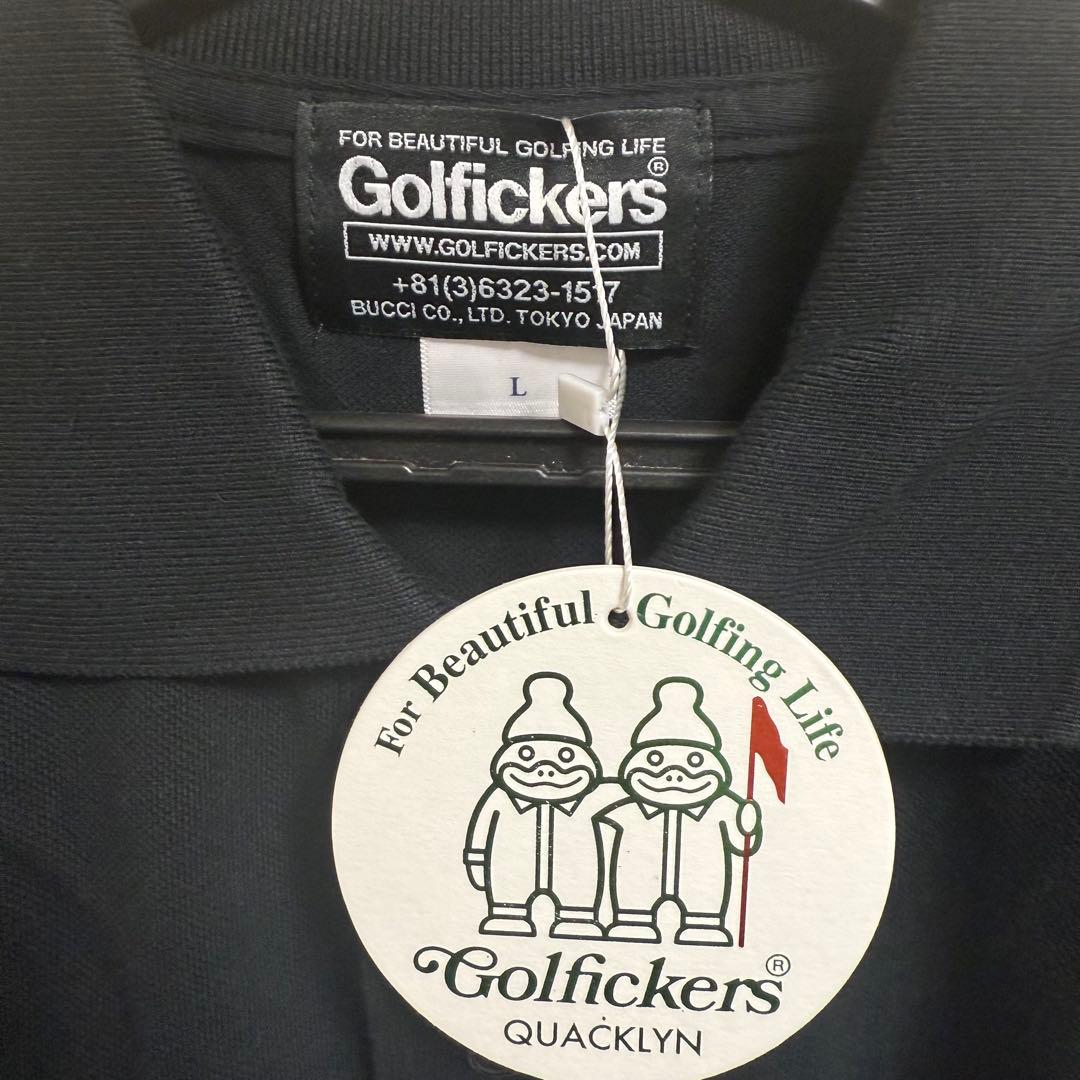 FOR BEAUTIFUL GOLFING LIFE
Golfickers®
WWW.GOLFICKERS.COM
+81(3)6323-1517
BUCCI CO., LTD. TOKYO JAPAN
L
For Beautiful Golfing Life
Golfickers®
QUACKLYN